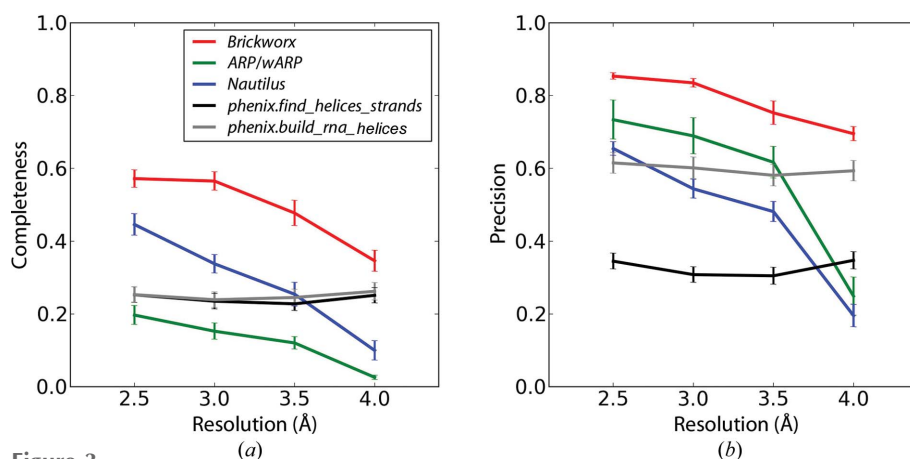 1.0
0.8
0.6
0.4
0.2
0.0
Completeness
Brickworx
ARP/wARP
Nautilus
phenix.find_helices_strands
phenix.build_rna_helices
2.5 3.0 3.5 4.0
Resolution (Å)
(a)
1.0
0.8
0.6
0.4
0.2
0.0
Precision
2.5 3.0 3.5 4.0
Resolution (Å)
(b)